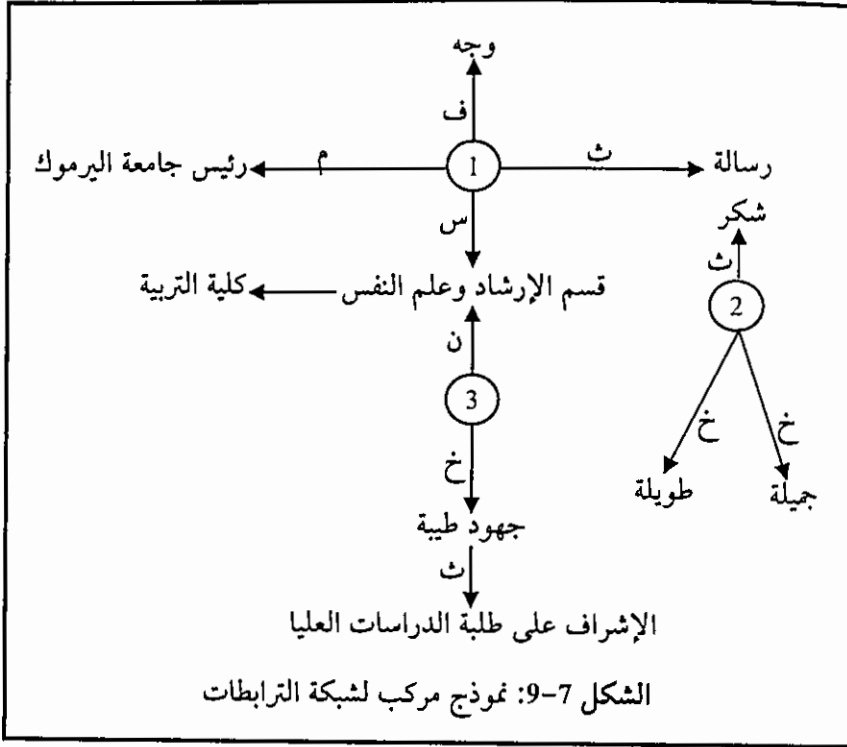 وجه
ف
رئيس جامعة اليرموك م 1 ث رسالة
شكر
س
ث
قسم الإرشاد وعلم النفس كلية التربية
2
ن
3
خ خ
خ
جميلة طويلة
جهود طيبة
ث
الإشراف على طلبة الدراسات العليا
الشكل 7-9: نموذج مركب لشبكة الترابطات